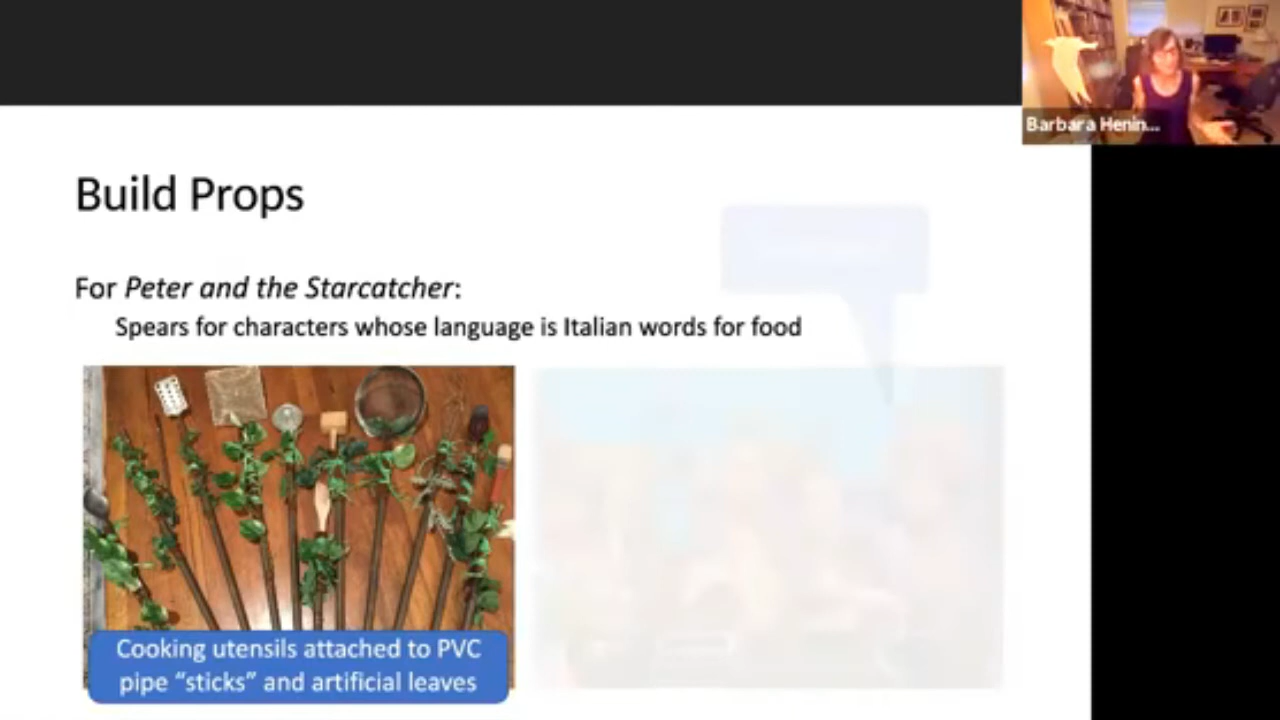 Barbara Henin...
Build Props
For Peter and the Starcatcher:
Spears for characters whose language is Italian words for food
Cooking utensils attached to PVC
pipe “sticks” and artificial leaves